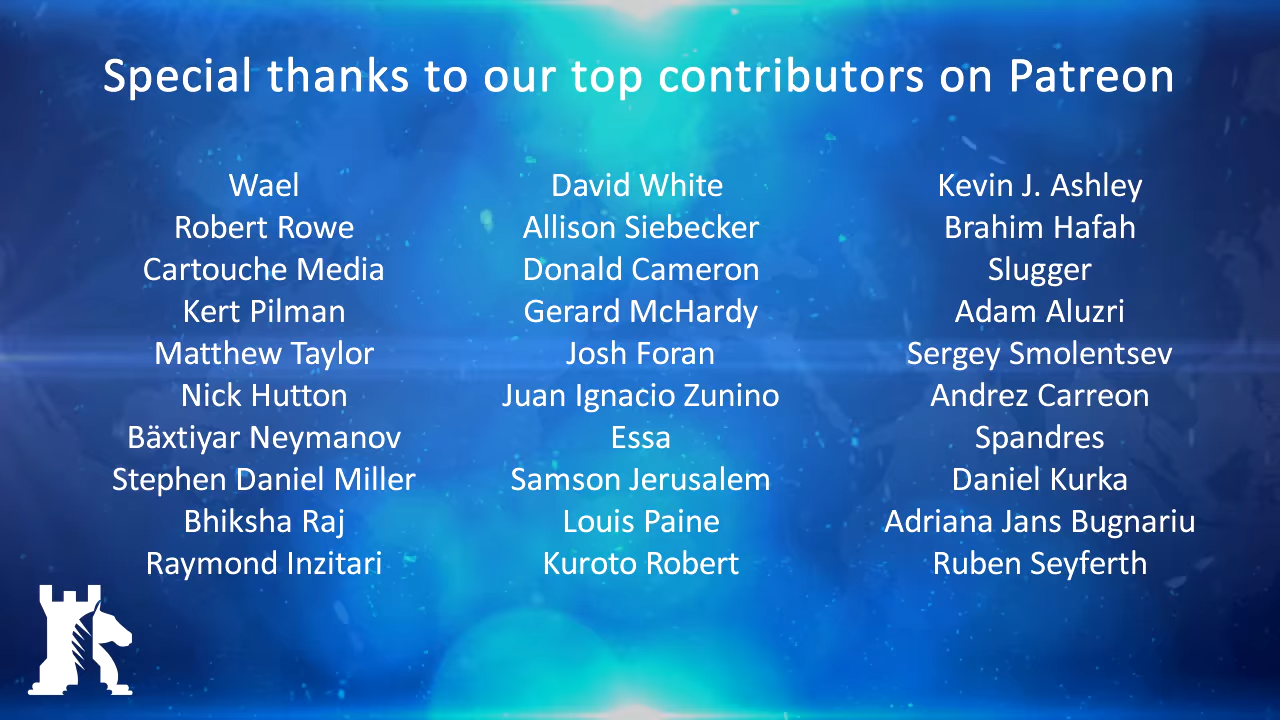 Special thanks to our top contributors on Patreon
Wael
Robert Rowe
Cartouche Media
Kert Pilman
Matthew Taylor
Nick Hutton
Bäxtiyar Neymanov
Stephen Daniel Miller
Bhiksha Raj
Raymond Inzitari
David White
Allison Siebecker
Donald Cameron
Gerard McHardy
Josh Foran
Juan Ignacio Zunino
Essa
Samson Jerusalem
Louis Paine
Kuroto Robert
Kevin J. Ashley
Brahim Hafah
Slugger
Adam Aluzri
Sergey Smolentsev
Andrez Carreon
Spandres
Daniel Kurka
Adriana Jans Bugnariu
Ruben Seyferth